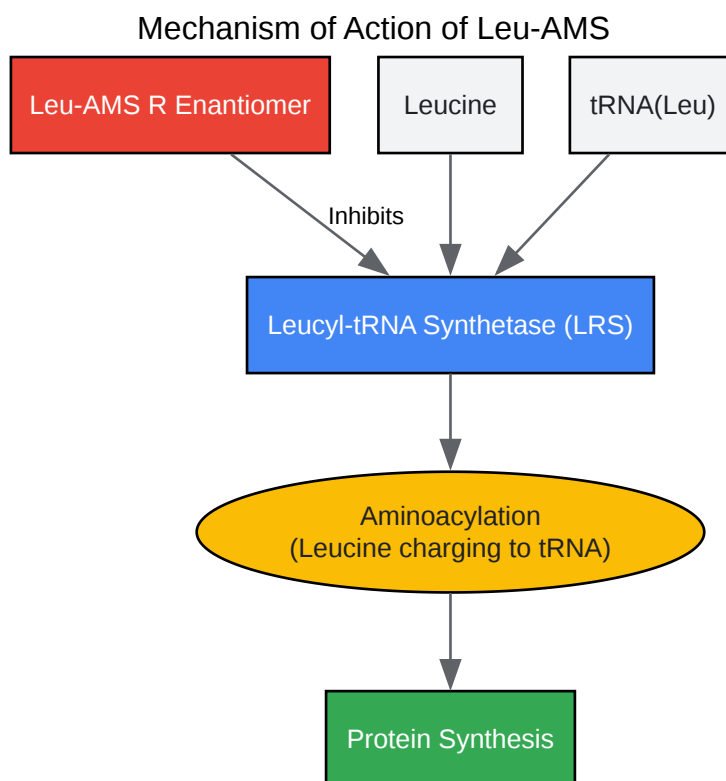 Mechanism of Action of Leu-AMS
Leu-AMS R Enantiomer
Leucine
tRNA(Leu)
Inhibits
Leucyl-tRNA Synthetase (LRS)
Aminoacylation
(Leucine charging to tRNA)
Protein Synthesis